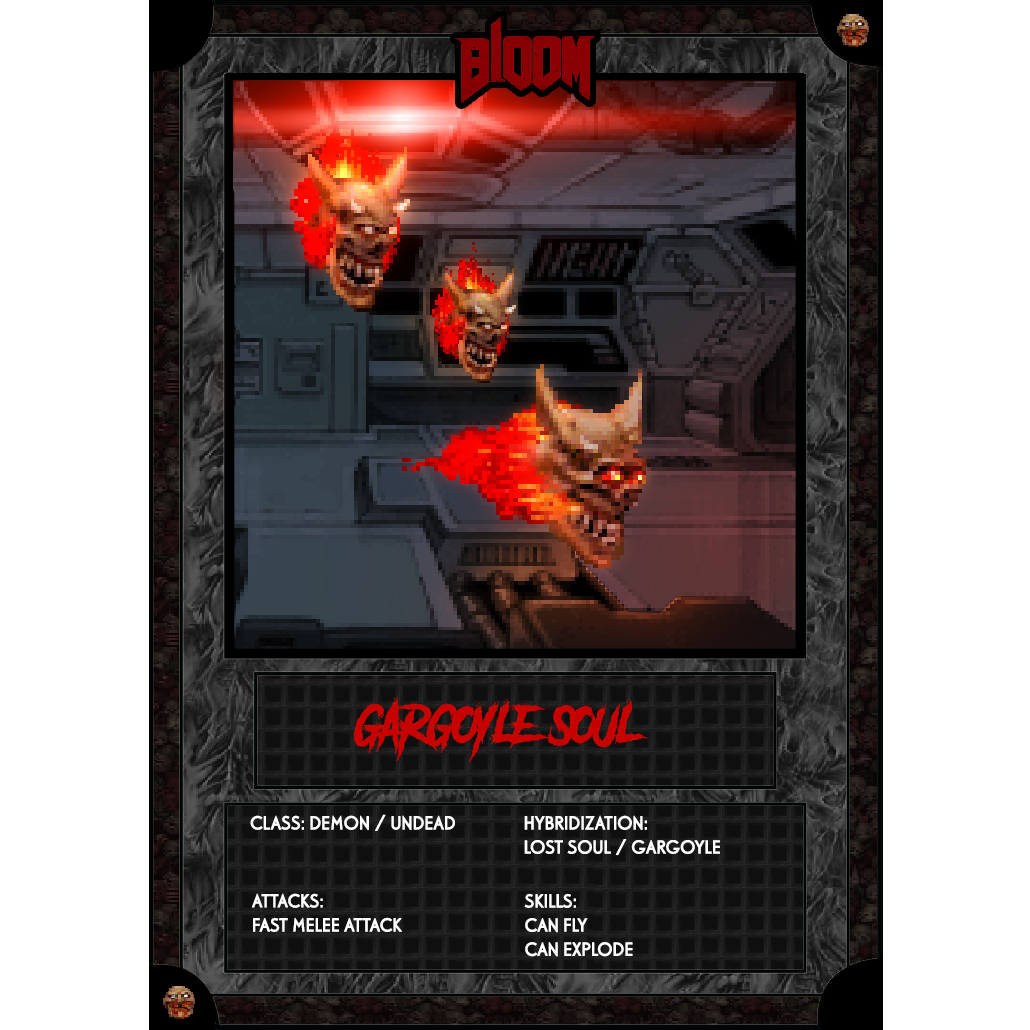 BLOOM
GARGOYLE SOUL
CLASS: DEMON / UNDEAD
HYBRIDIZATION:
LOST SOUL / GARGOYLE
ATTACKS:
FAST MELEE ATTACK
SKILLS:
CAN FLY
CAN EXPLODE